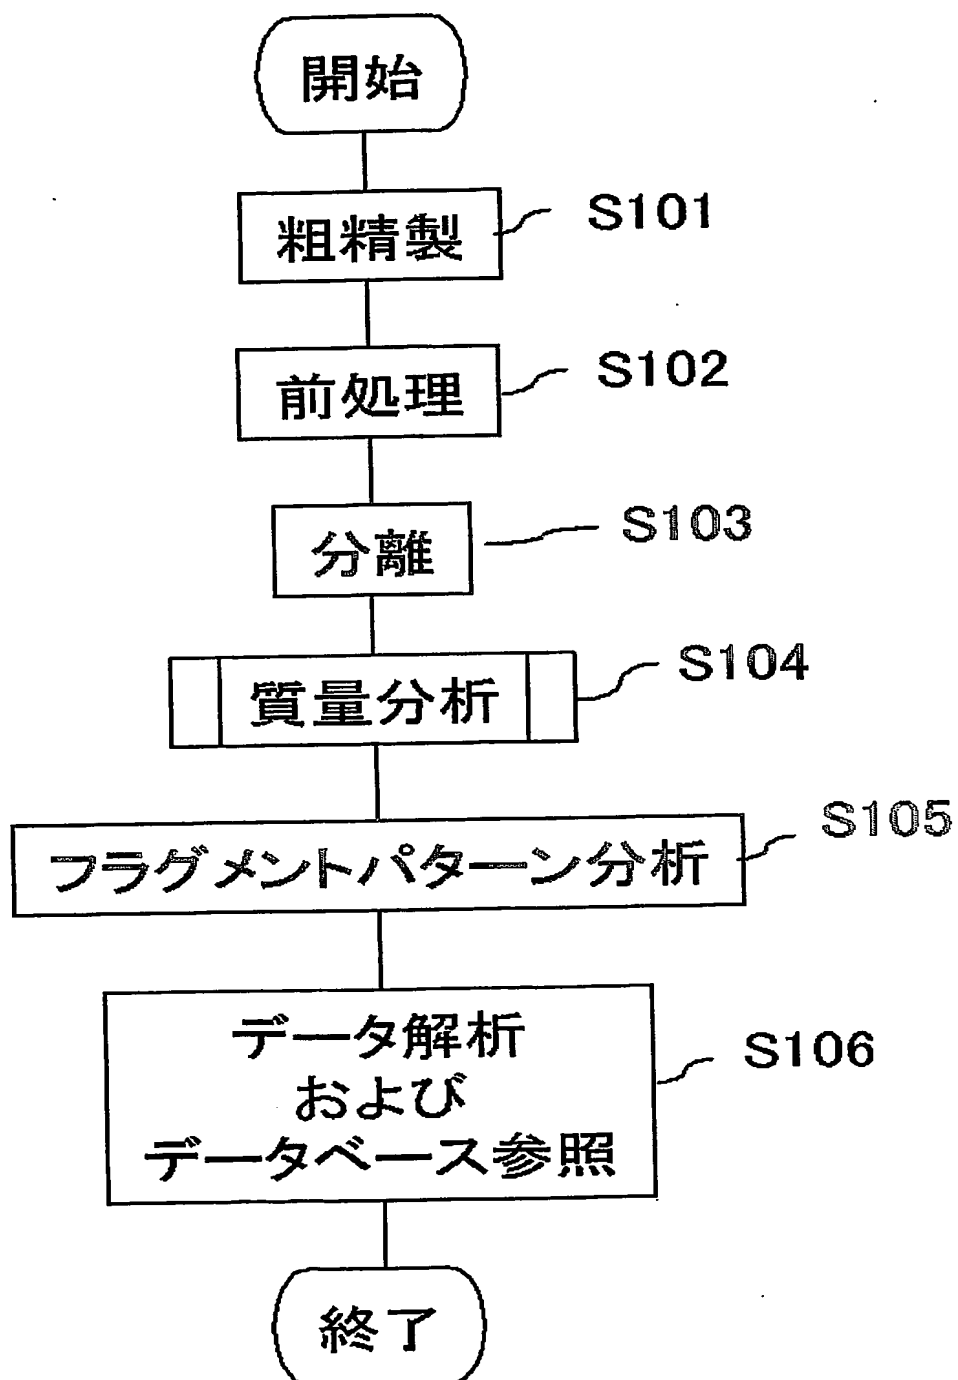 開始
粗精製 S101
前処理 S102
分離 S103
質量分析 S104
フラグメントパターン分析 S105
データ解析
および
データベース参照
S106
終了